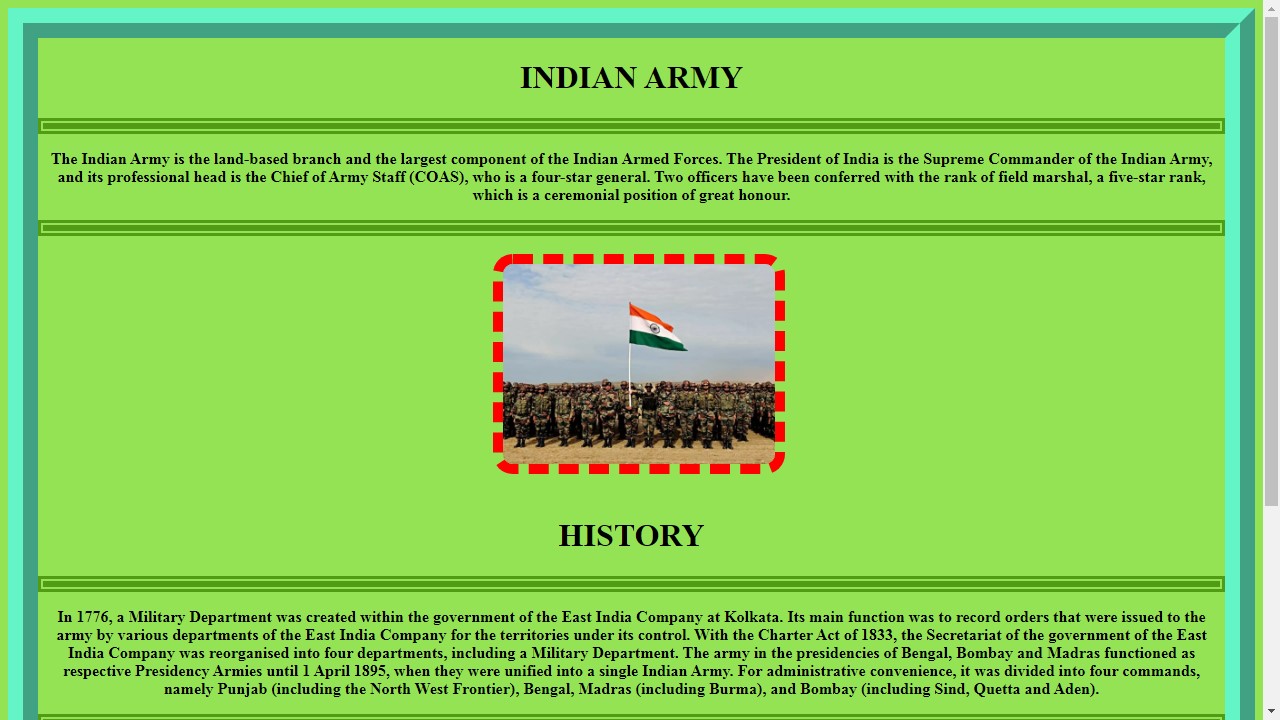 INDIAN ARMY
The Indian Army is the land-based branch and the largest component of the Indian Armed Forces. The President of India is the Supreme Commander of the Indian Army,
and its professional head is the Chief of Army Staff (COAS), who is a four-star general. Two officers have been conferred with the rank of field marshal, a five-star rank,
which is a ceremonial position of great honour.
HISTORY
In 1776, a Military Department was created within the government of the East India Company at Kolkata. Its main function was to record orders that were issued to the
army by various departments of the East India Company for the territories under its control. With the Charter Act of 1833, the Secretariat of the government of the East
India Company was reorganised into four departments, including a Military Department. The army in the presidencies of Bengal, Bombay and Madras functioned as
respective Presidency Armies until 1 April 1895, when they were unified into a single Indian Army. For administrative convenience, it was divided into four commands,
namely Punjab (including the North West Frontier), Bengal, Madras (including Burma), and Bombay (including Sind, Quetta and Aden).